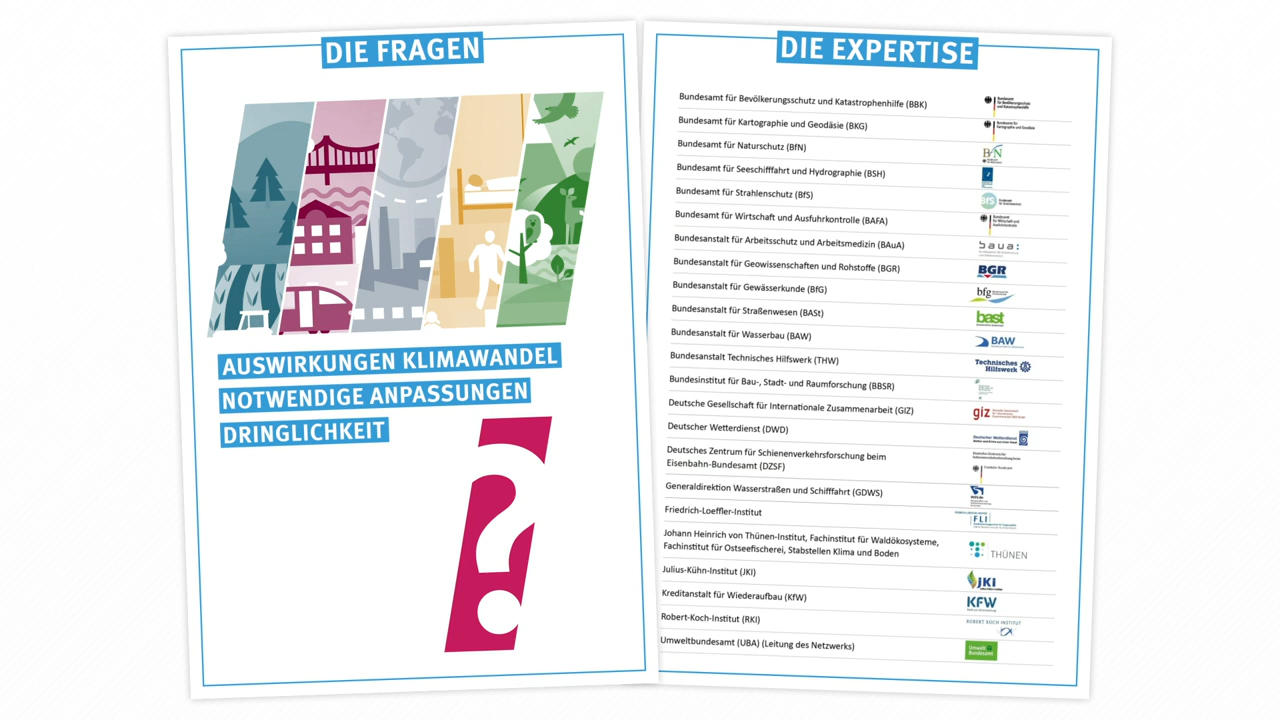 DIE FRAGEN
AUSWIRKUNGEN KLIMAWANDEL
NOTWENDIGE ANPASSUNGEN
DRINGLICHKEIT
?
DIE EXPERTISE
Bundesamt für Bevölkerungsschutz und Katastrophenhilfe (BBK)
Bundesamt für Kartographie und Geodäsie (BKG)
Bundesamt für Naturschutz (BfN)
BfN
Bundesamt für Seeschifffahrt und Hydrographie (BSH)
Bundesamt für Strahlenschutz (BfS)
BfS
Bundesamt für Wirtschaft und Ausfuhrkontrolle (BAFA)
Bundesanstalt für Arbeitsschutz und Arbeitsmedizin (BAuA)
baua:
Bundesanstalt für Geowissenschaften und Rohstoffe (BGR)
BGR
Bundesanstalt für Gewässerkunde (BfG)
bfg
Bundesanstalt für Straßenwesen (BASt)
bast
Bundesanstalt für Wasserbau (BAW)
BAW
Bundesanstalt Technisches Hilfswerk (THW)
Technisches
Hilfswerk
Bundesinstitut für Bau-, Stadt- und Raumforschung (BBSR)
Deutsche Gesellschaft für Internationale Zusammenarbeit (GIZ)
giz
Deutscher Wetterdienst (DWD)
Deutscher Wetterdienst
Deutsches Zentrum für Schienenverkehrsforschung beim
Eisenbahn-Bundesamt (DZSF)
Generaldirektion Wasserstraßen und Schifffahrt (GDWS)
Friedrich-Loeffler-Institut
FLI
Johann Heinrich von Thünen-Institut, Fachinstitut für Waldökosysteme,
Fachinstitut für Ostseefischerei, Stabstellen Klima und Boden
THÜNEN
Julius-Kühn-Institut (JKI)
JKI
Kreditanstalt für Wiederaufbau (KfW)
KFW
Robert-Koch-Institut (RKI)
ROBERT KOCH INSTITUT
Umweltbundesamt (UBA) (Leitung des Netzwerks)
Umwelt
Bundesamt